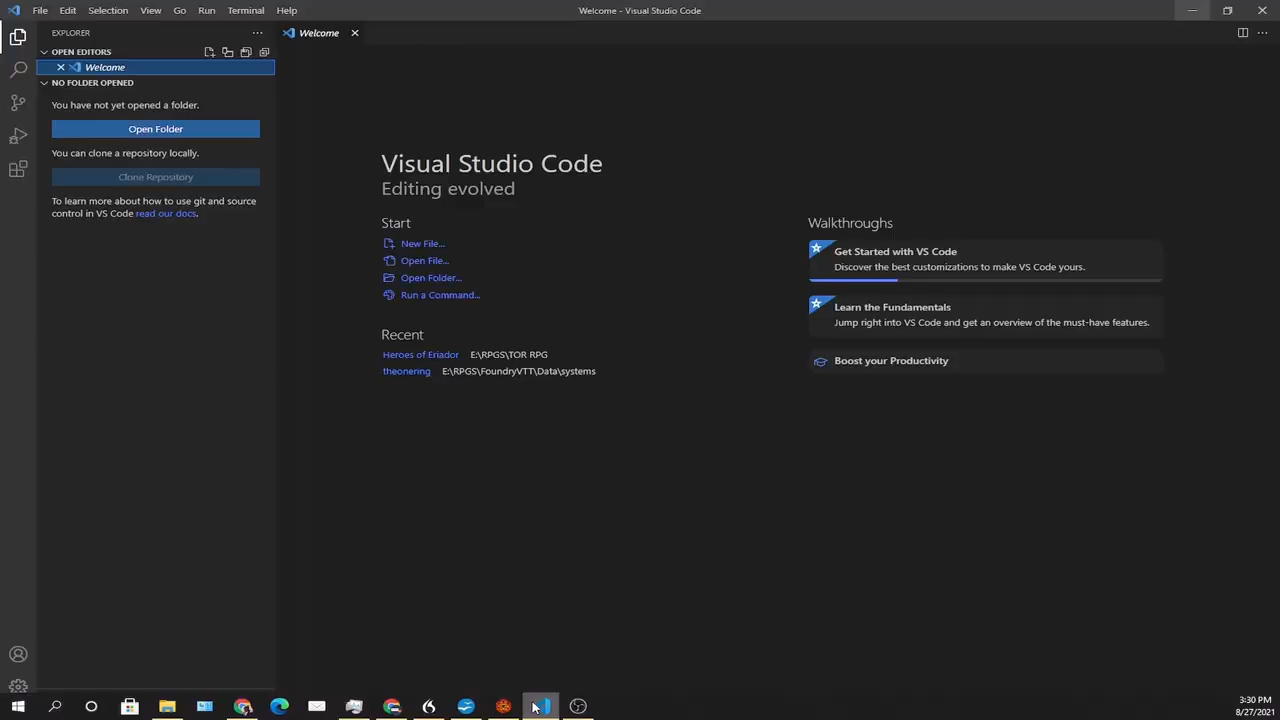 File Edit Selection View Go Run Terminal Help
Welcome - Visual Studio Code
EXPLORER
Welcome
OPEN EDITORS
Welcome
NO FOLDER OPENED
You have not yet opened a folder.
Open Folder
You can clone a repository locally.
Clone Repository
To learn more about how to use git and source
control in VS Code read our docs.
Visual Studio Code
Editing evolved
Start
New File...
Open File...
Open Folder...
Run a Command...
Recent
Heroes of Eriador E:\RPGS\TOR RPG
theonering E:\RPGS\FoundryVTT\Data\systems
Walkthroughs
Get Started with VS Code
Discover the best customizations to make VS Code yours.
Learn the Fundamentals
Jump right into VS Code and get an overview of the must-have features.
Boost your Productivity
3:30 PM
8/27/2021